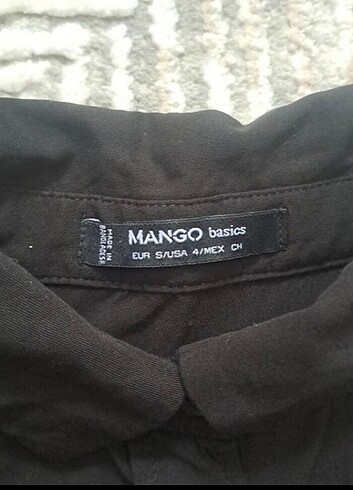 MANGO basics
EUR S/USA 4/MEX CH
MADE IN
BANGLADESH